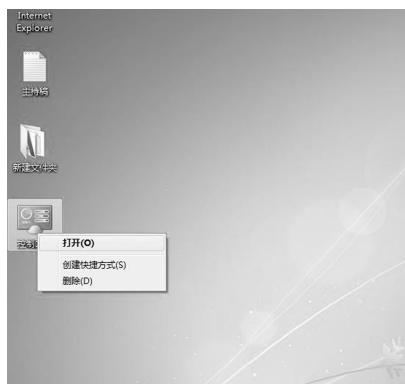 Internet
Explorer
主持稿
新建文件夹
打开(O)
创建快捷方式(S)
删除(D)